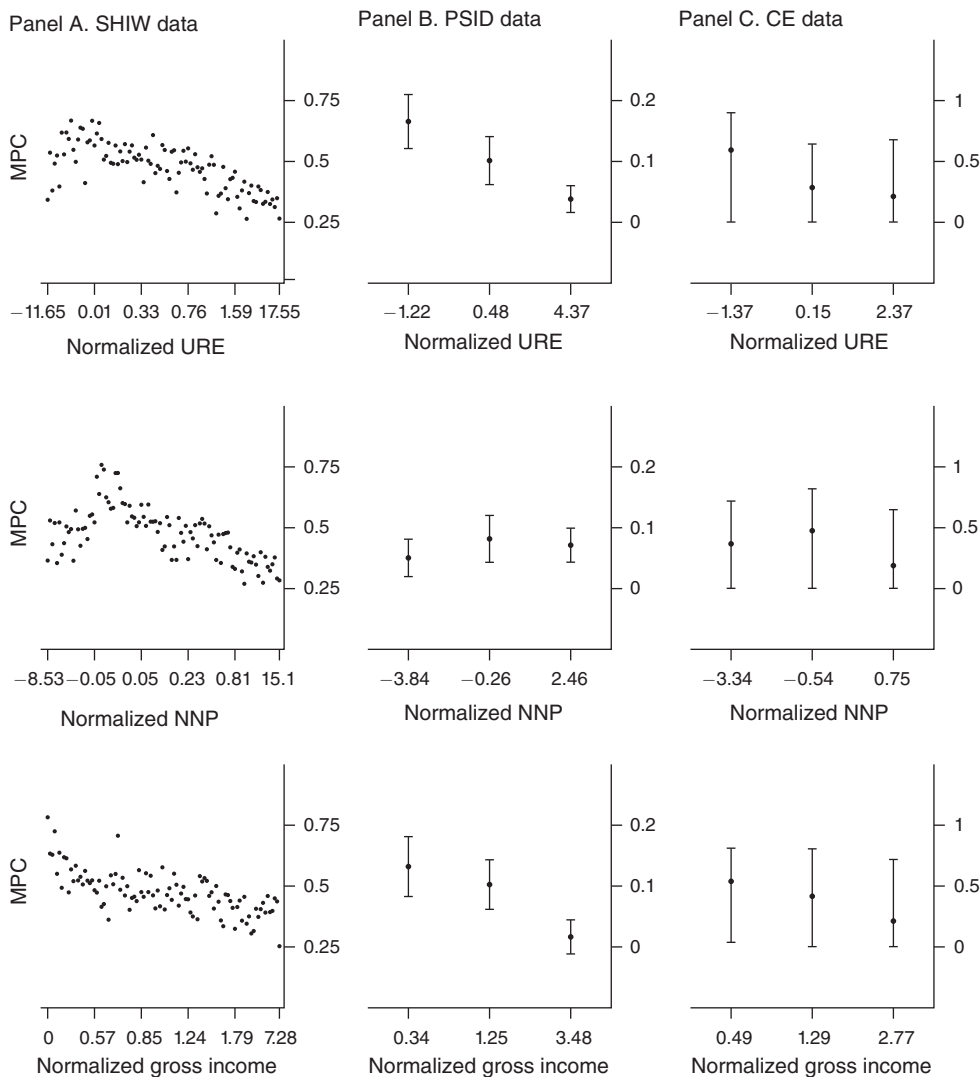 Panel A. SHIW data
Panel B. PSID data
Panel C. CE data
MPC
0.75
0.5
0.25
−11.65 0.01 0.33 0.76 1.59 17.55
Normalized URE
0.2
0.1
0
−1.22 0.48 4.37
Normalized URE
1
0.5
0
−1.37 0.15 2.37
Normalized URE
MPC
0.75
0.5
0.25
−8.53 −0.05 0.05 0.23 0.81 15.1
Normalized NNP
0.2
0.1
0
−3.84 −0.26 2.46
Normalized NNP
1
0.5
0
−3.34 −0.54 0.75
Normalized NNP
MPC
0.75
0.5
0.25
0 0.57 0.85 1.24 1.79 7.28
Normalized gross income
0.2
0.1
0
0.34 1.25 3.48
Normalized gross income
1
0.5
0
0.49 1.29 2.77
Normalized gross income